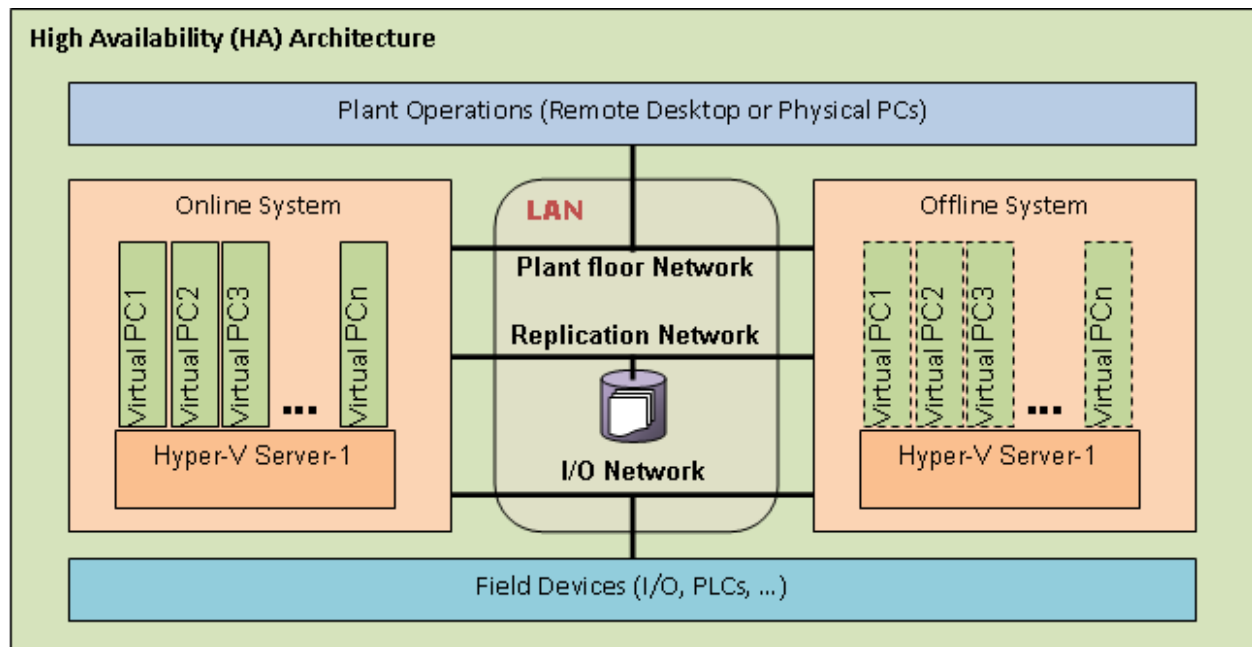 High Availability (HA) Architecture
Plant Operations (Remote Desktop or Physical PCs)
Online System
Virtual PC1
Virtual PC2
Virtual PC3
...
Virtual PCn
Hyper-V Server-1
LAN
Plant floor Network
Replication Network
I/O Network
Offline System
Virtual PC1
Virtual PC2
Virtual PC3
...
Virtual PCn
Hyper-V Server-1
Field Devices (I/O, PLCs, ...)